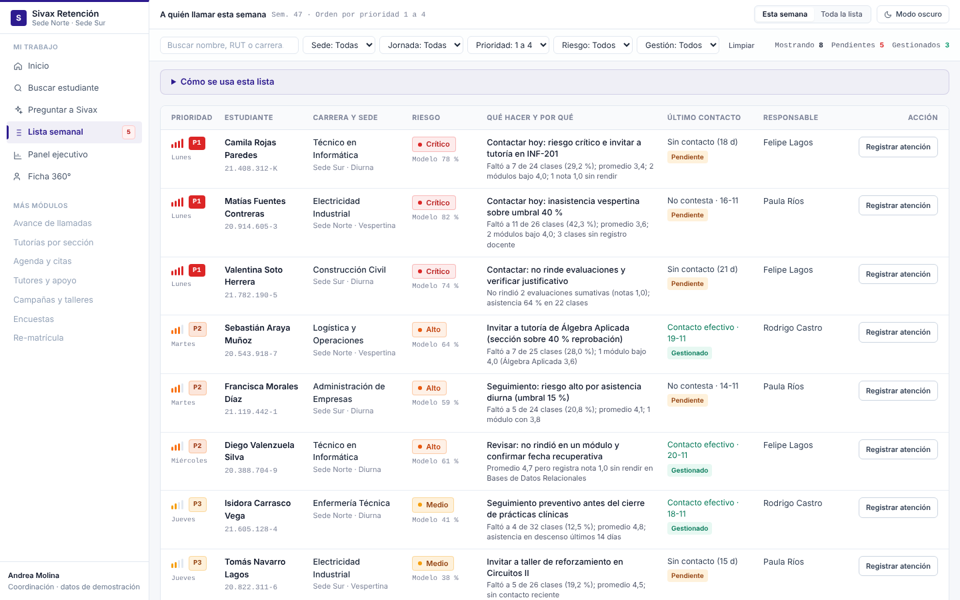 S
Sivax Retención
Sede Norte · Sede Sur
MI TRABAJO
Inicio
Buscar estudiante
Preguntar a Sivax
Lista semanal 5
Panel ejecutivo
Ficha 360°
MÁS MÓDULOS
Avance de llamadas
Tutorías por sección
Agenda y citas
Tutores y apoyo
Campañas y talleres
Encuestas
Re-matrícula
Andrea Molina
Coordinación · datos de demostración
A quién llamar esta semana Sem. 47 · Orden por prioridad 1 a 4
Esta semana Toda la lista Modo oscuro
Buscar nombre, RUT o carrera Sede: Todas Jornada: Todas Prioridad: 1 a 4 Riesgo: Todos Gestión: Todos Limpiar Mostrando 8 Pendientes 5 Gestionados 3
Cómo se usa esta lista
PRIORIDAD ESTUDIANTE CARRERA Y SEDE RIESGO QUÉ HACER Y POR QUÉ ÚLTIMO CONTACTO RESPONSABLE ACCIÓN
P1
Lunes
Camila Rojas
Paredes
21.408.312-K
Técnico en
Informática
Sede Sur · Diurna
Crítico
Modelo 78 %
Contactar hoy: riesgo crítico e invitar a
tutoría en INF-201
Faltó a 7 de 24 clases (29,2 %); promedio 3,4; 2
módulos bajo 4,0; 1 nota 1,0 sin rendir
Sin contacto (18 d)
Pendiente
Felipe Lagos
Registrar atención
P1
Lunes
Matías Fuentes
Contreras
20.914.605-3
Electricidad
Industrial
Sede Norte · Vespertina
Crítico
Modelo 82 %
Contactar hoy: inasistencia vespertina
sobre umbral 40 %
Faltó a 11 de 26 clases (42,3 %); promedio 3,6;
2 módulos bajo 4,0; 3 clases sin registro
docente
No contesta · 16-11
Pendiente
Paula Ríos
Registrar atención
P1
Lunes
Valentina Soto
Herrera
21.782.190-5
Construcción Civil
Sede Sur · Diurna
Crítico
Modelo 74 %
Contactar: no rinde evaluaciones y
verificar justificativo
No rindió 2 evaluaciones sumativas (notas 1,0);
asistencia 64 % en 22 clases
Sin contacto (21 d)
Pendiente
Felipe Lagos
Registrar atención
P2
Martes
Sebastián Araya
Muñoz
20.543.918-7
Logística y
Operaciones
Sede Norte · Vespertina
Alto
Modelo 64 %
Invitar a tutoría de Álgebra Aplicada
(sección sobre 40 % reprobación)
Faltó a 7 de 25 clases (28,0 %); 1 módulo bajo
4,0 (Álgebra Aplicada 3,6)
Contacto efectivo ·
19-11
Gestionado
Rodrigo Castro
Registrar atención
P2
Martes
Francisca Morales
Díaz
21.119.442-1
Administración de
Empresas
Sede Sur · Diurna
Alto
Modelo 59 %
Seguimiento: riesgo alto por asistencia
diurna (umbral 15 %)
Faltó a 5 de 24 clases (20,8 %); promedio 4,1; 1
módulo con 3,8
No contesta · 14-11
Pendiente
Paula Ríos
Registrar atención
P2
Miércoles
Diego Valenzuela
Silva
20.388.704-9
Técnico en
Informática
Sede Norte · Diurna
Alto
Modelo 61 %
Revisar: no rindió en un módulo y
confirmar fecha recuperativa
Promedio 4,7 pero registra nota 1,0 sin rendir en
Bases de Datos Relacionales
Contacto efectivo ·
20-11
Gestionado
Felipe Lagos
Registrar atención
P3
Jueves
Isidora Carrasco
Vega
21.605.128-4
Enfermería Técnica
Sede Norte · Diurna
Medio
Modelo 41 %
Seguimiento preventivo antes del cierre
de prácticas clínicas
Faltó a 4 de 32 clases (12,5 %); promedio 4,8;
asistencia en descenso últimos 14 días
Contacto efectivo ·
18-11
Gestionado
Rodrigo Castro
Registrar atención
P3
Jueves
Tomás Navarro
Lagos
20.822.311-6
Electricidad
Industrial
Sede Sur · Vespertina
Medio
Modelo 38 %
Invitar a taller de reforzamiento en
Circuitos II
Faltó a 5 de 26 clases (19,2 %); promedio 4,5;
sin contacto reciente
Sin contacto (15 d)
Pendiente
Paula Ríos
Registrar atención